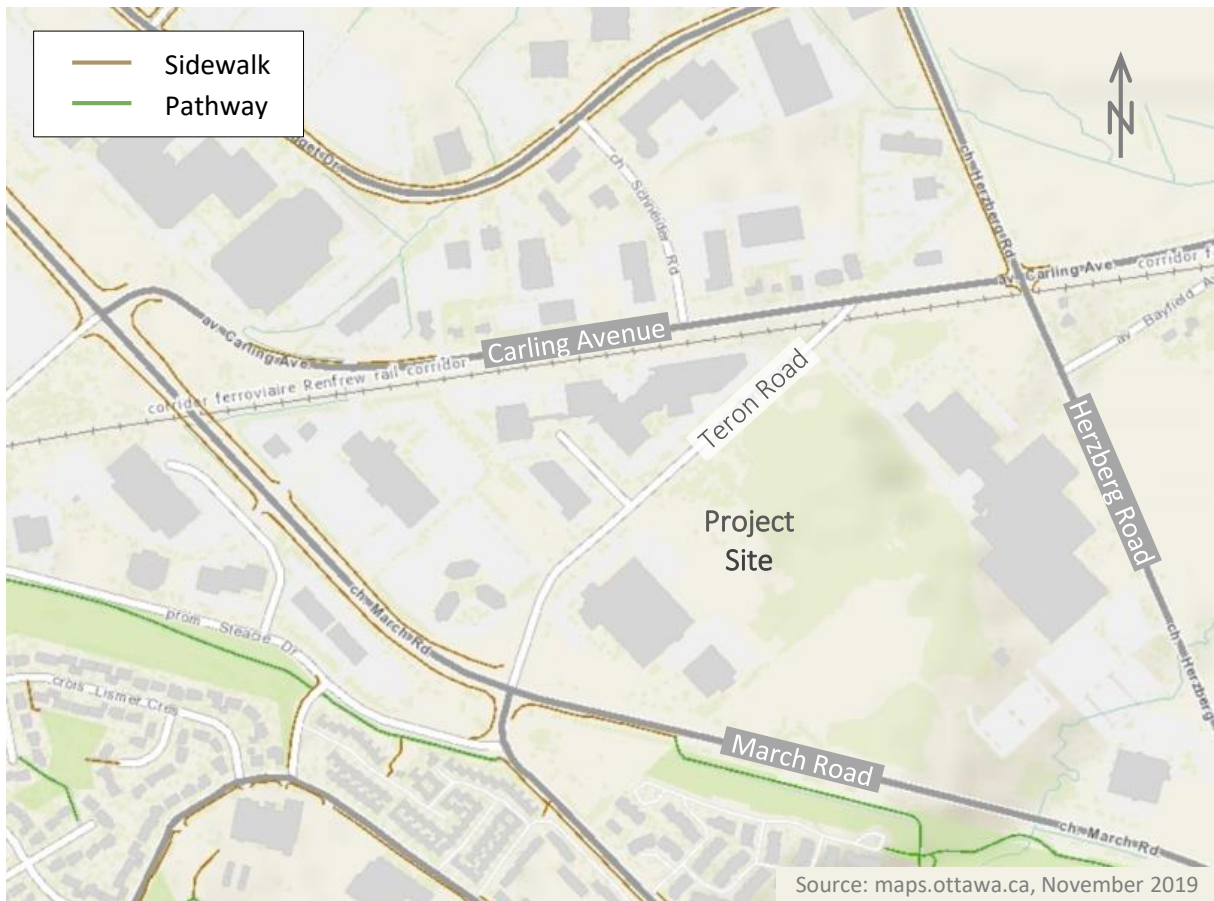 Sidewalk
Pathway
N
ch Schneider Rd
ch Herzberg Rd
av Carling Ave
corridor f
av Bayfield Av
av Carling Ave
Carling Avenue
corridor ferroviaire Renfrew rail corridor
Teron Road
Herzberg Road
Project
Site
ch March Rd
prom Steacie Dr
crois Lismer Cres
ch Herzberg
March Road
ch March Rd
Source: maps.ottawa.ca, November 2019